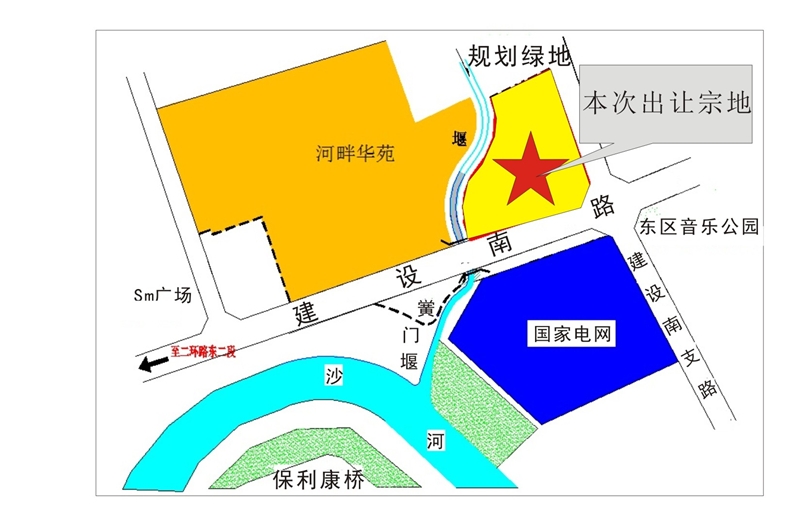 规划绿地
本次出让宗地
堰
河畔华苑
东区音乐公园
建设南路
Sm广场
簧门堰
建设南支路
国家电网
至二环路东二段
沙河
保利康桥